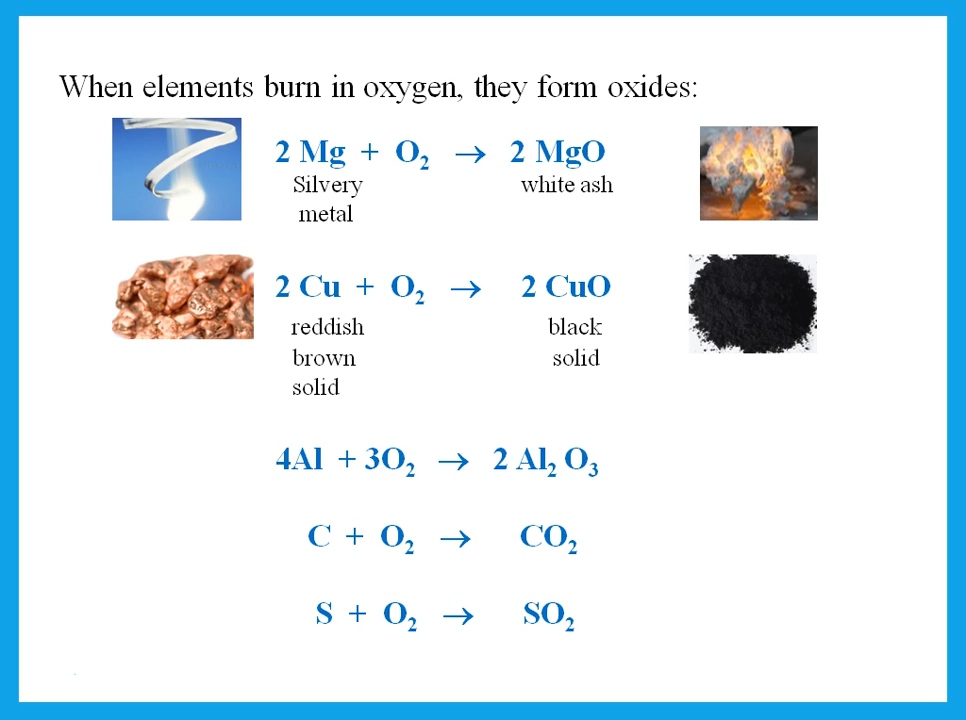 When elements burn in oxygen, they form oxides:
2 Mg + O₂ → 2 MgO
Silvery white ash
metal
2 Cu + O₂ → 2 CuO
reddish black
brown solid
solid
4Al + 3O₂ → 2 Al₂ O₃
C + O₂ → CO₂
S + O₂ → SO₂